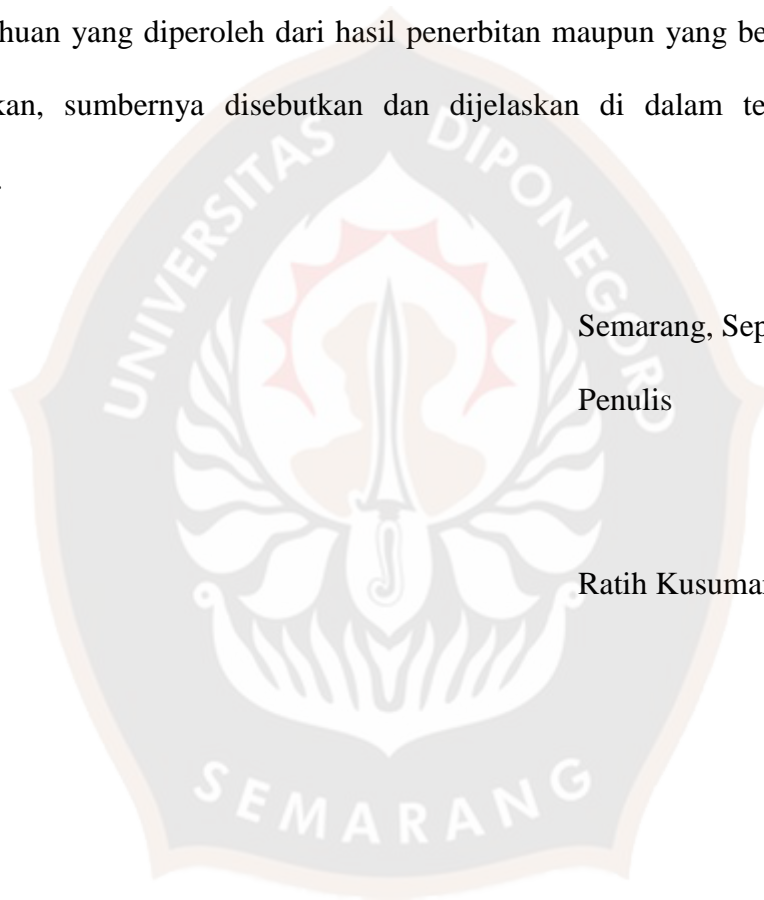 huan yang diperoleh dari hasil penerbitan maupun yang be
kan, sumbernya disebutkan dan dijelaskan di dalam te
.
UNIVERSITAS DIPONEGORO
Semarang, Sep
Penulis
Ratih Kusuma
SEMARANG